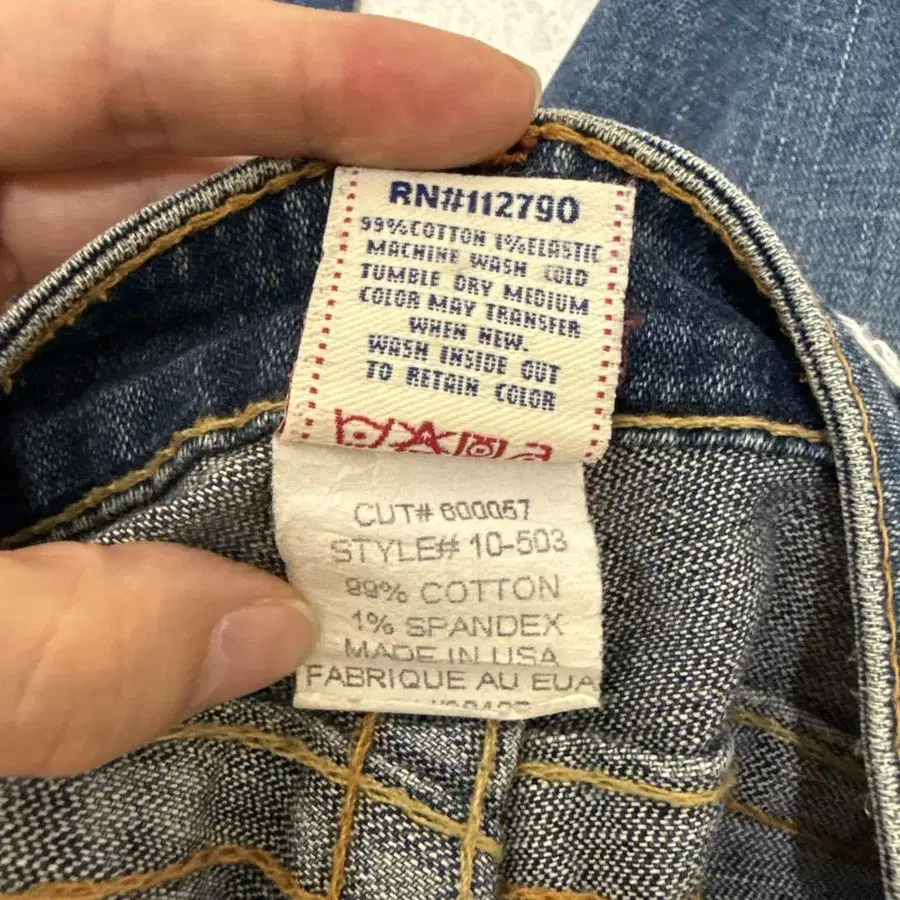 RN#112790
99%COTTON 1%ELASTIC
MACHINE WASH COLD
TUMBLE DRY MEDIUM
COLOR MAY TRANSFER
WHEN NEW.
WASH INSIDE OUT
TO RETAIN COLOR
CUT# 600057
STYLE# 10-503
99% COTTON
1% SPANDEX
MADE IN USA
FABRIQUE AU EUA